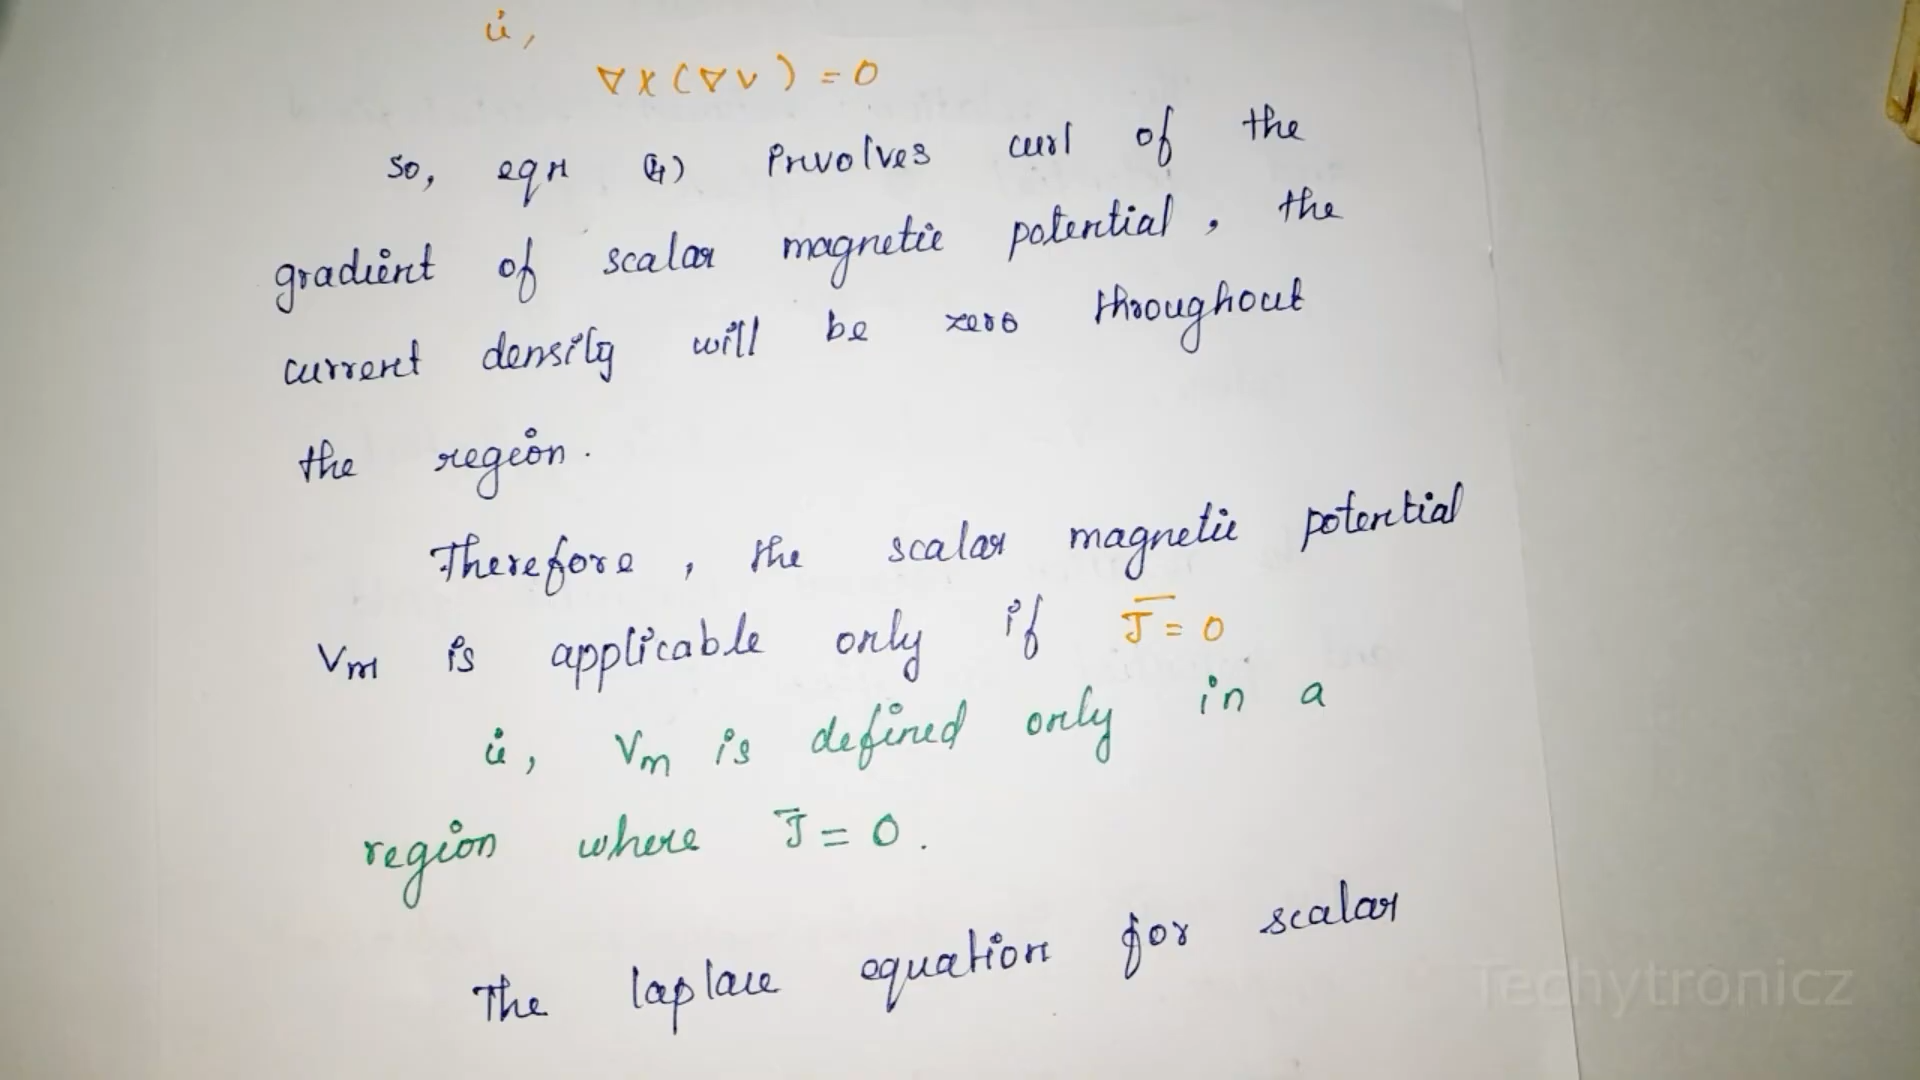 ie,
∇×(∇V) = 0
so, eqn (4) involves curl of the
gradient of scalar magnetic potential, the
current density will be zero throughout
the region.
Therefore, the scalar magnetic potential
Vm is applicable only if J̅ = 0
ie, Vm is defined only in a
region where J̅ = 0.
The laplace equation for scalar
Techytronicz